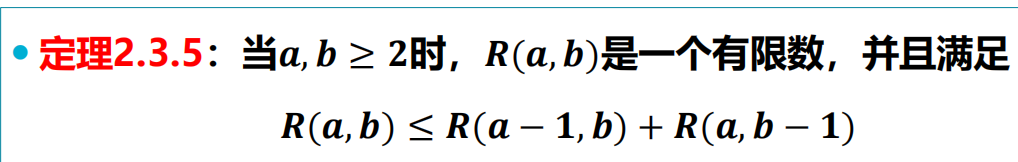 • 定理2.3.5：当a, b ≥ 2时，R(a, b)是一个有限数，并且满足
R(a, b) ≤ R(a − 1, b) + R(a, b − 1)